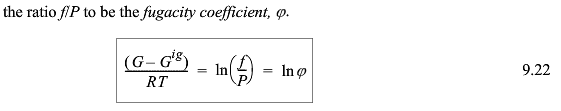 the ratio f/P to be the fugacity coefficient, φ.
(G – G^ig)/RT = ln(f/P) = ln φ 9.22